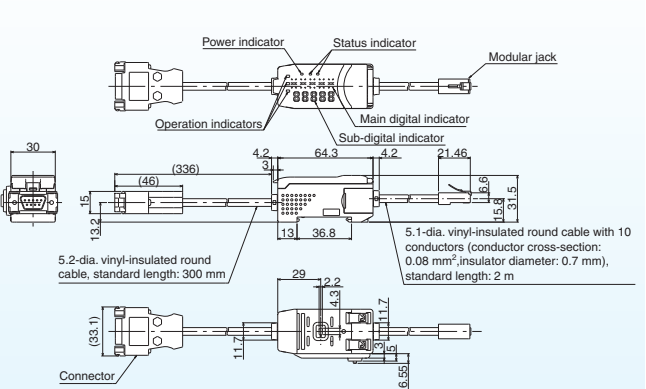 Power indicator
Status indicator
Modular jack
Operation indicators
Main digital indicator
Sub-digital indicator
30
(336)
4.2
64.3
4.2
21.46
3
(46)
15
13.2
6.6
15.8
31.5
13
36.8
5.2-dia. vinyl-insulated round
cable, standard length: 300 mm
5.1-dia. vinyl-insulated round cable with 10
conductors (conductor cross-section:
0.08 mm²,insulator diameter: 0.7 mm),
standard length: 2 m
29
2.2
4.3
(33.1)
11.7
11.7
3
5
6.55
Connector